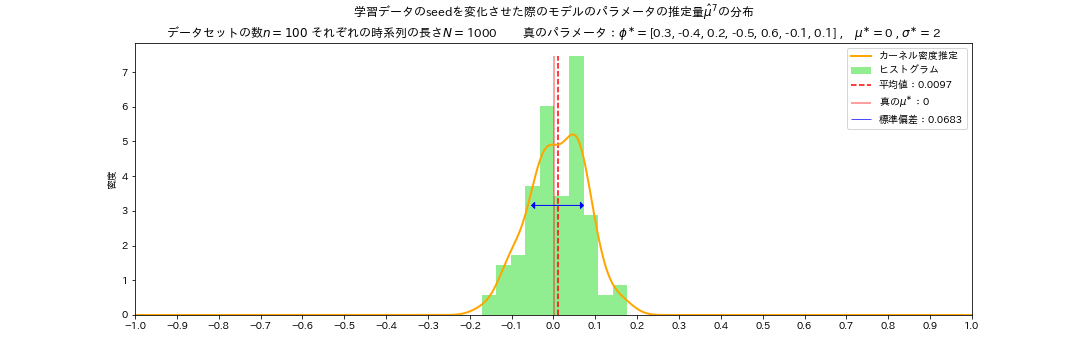 学習データのseedを変化させた際のモデルのパラメータの推定量μ̂⁷の分布
データセットの数n = 100 それぞれの時系列の長さN = 1000 真のパラメータ：ϕ* = [0.3, -0.4, 0.2, -0.5, 0.6, -0.1, 0.1] , μ* = 0 , σ* = 2
カーネル密度推定
ヒストグラム
平均値：0.0097
真のμ*：0
標準偏差：0.0683
密度
7
6
5
4
3
2
1
0
−1.0 −0.9 −0.8 −0.7 −0.6 −0.5 −0.4 −0.3 −0.2 −0.1 0.0 0.1 0.2 0.3 0.4 0.5 0.6 0.7 0.8 0.9 1.0